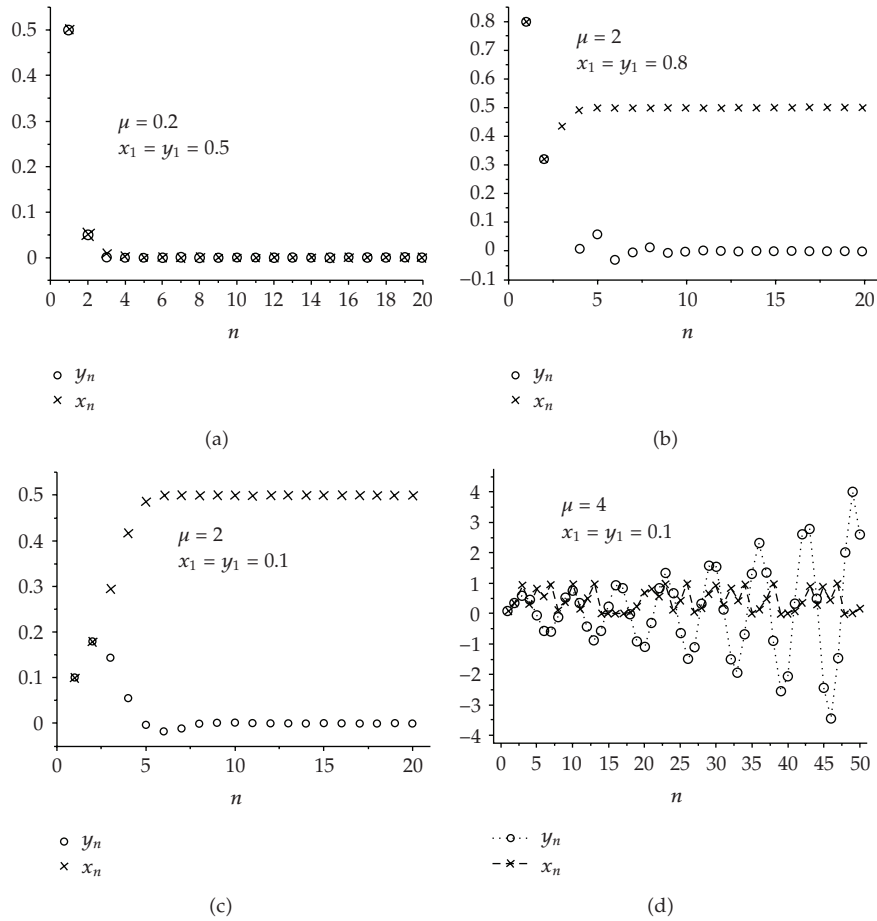 0.5
0.4
0.3
0.2
0.1
0
0 2 4 6 8 10 12 14 16 18 20
n
μ = 0.2
x₁ = y₁ = 0.5
yₙ
xₙ
(a)
0.8
0.7
0.6
0.5
0.4
0.3
0.2
0.1
0
−0.1
0 5 10 15 20
n
μ = 2
x₁ = y₁ = 0.8
yₙ
xₙ
(b)
0.5
0.4
0.3
0.2
0.1
0
0 5 10 15 20
n
μ = 2
x₁ = y₁ = 0.1
yₙ
xₙ
(c)
4
3
2
1
0
−1
−2
−3
−4
0 5 10 15 20 25 30 35 40 45 50
n
μ = 4
x₁ = y₁ = 0.1
yₙ
xₙ
(d)